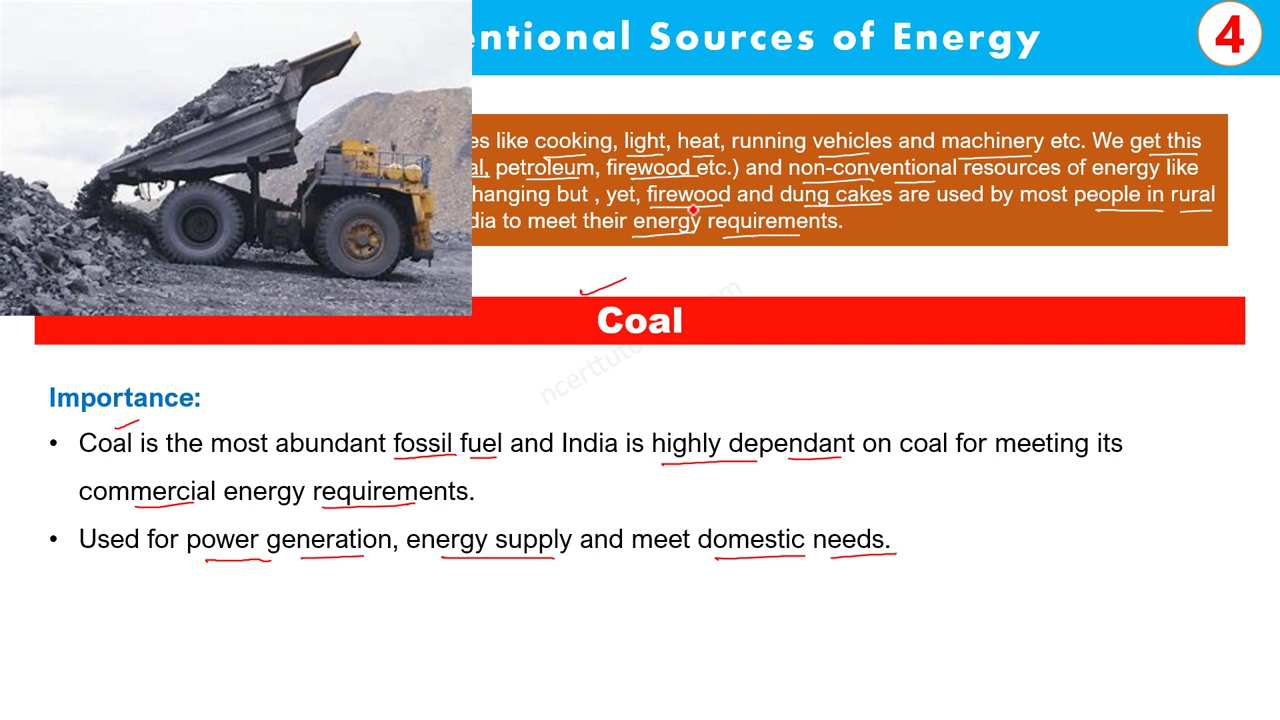 entional Sources of Energy
4
es like cooking, light, heat, running vehicles and machinery etc. We get this
al, petroleum, firewood etc.) and non-conventional resources of energy like
hanging but , yet, firewood and dung cakes are used by most people in rural
dia to meet their energy requirements.
Coal
Importance:
• Coal is the most abundant fossil fuel and India is highly dependant on coal for meeting its
commercial energy requirements.
• Used for power generation, energy supply and meet domestic needs.